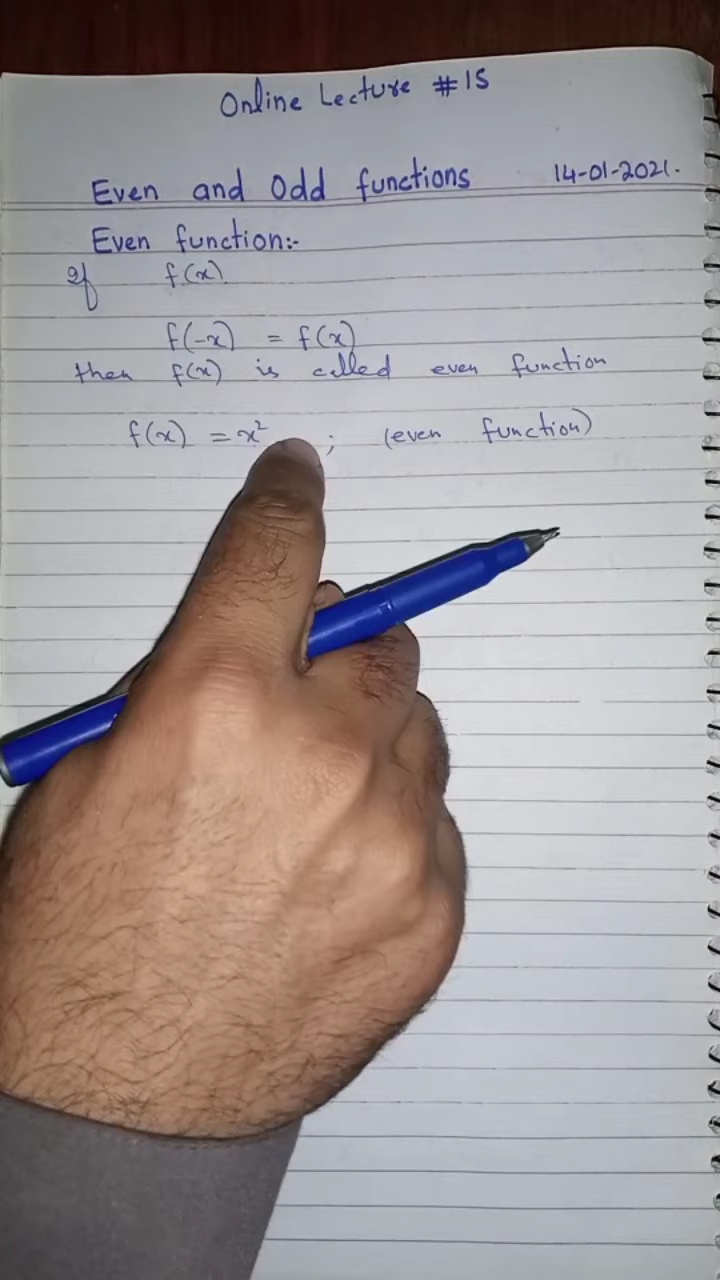 Online Lecture #15
Even and Odd functions 14-01-2021.
Even function:-
If f(x)
f(-x) = f(x)
then f(x) is called even function
f(x) = x² ; (even function)